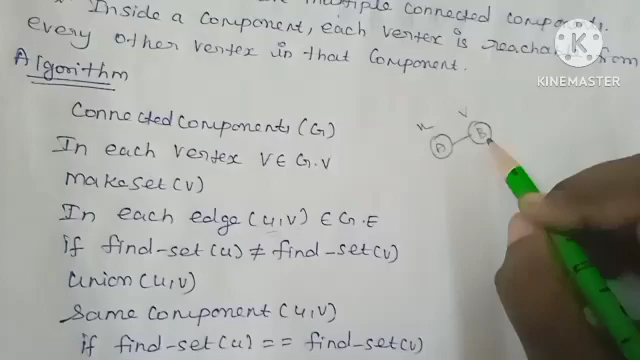 multiple connected components.
Inside a component, each vertex is reacha from
every other vertex in that component.
Algorithm
Connected components (G)
In each vertex V ∈ G.V
Makeset (V)
In each edge (u,v) ∈ G.E
if find-set (u) ≠ find-set (v)
Union (u,v)
Same component (u,v)
if find-set (u) == find-set (v)
u
V
A
B
K
KINEMASTER